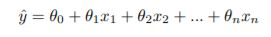 ŷ = θ₀ + θ₁x₁ + θ₂x₂ + ... + θₙxₙ